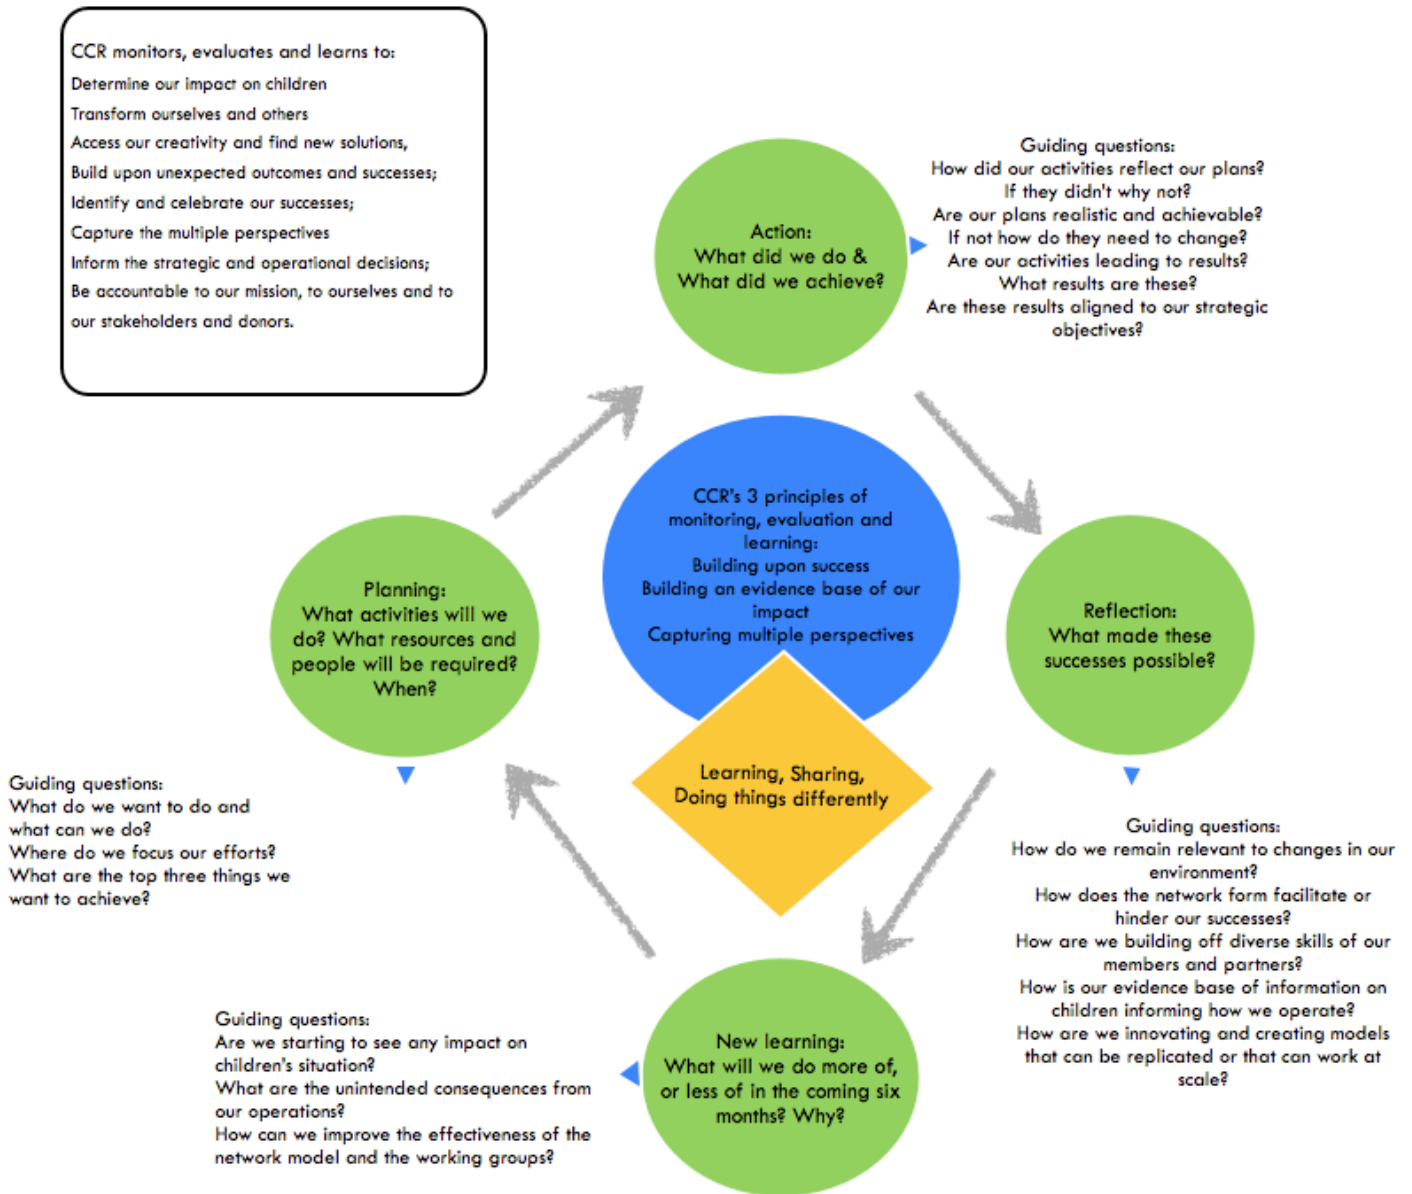 CCR monitors, evaluates and learns to:
Determine our impact on children
Transform ourselves and others
Access our creativity and find new solutions,
Build upon unexpected outcomes and successes;
Identify and celebrate our successes;
Capture the multiple perspectives
Inform the strategic and operational decisions;
Be accountable to our mission, to ourselves and to
our stakeholders and donors.
Action:
What did we do &
What did we achieve?
Guiding questions:
How did our activities reflect our plans?
If they didn't why not?
Are our plans realistic and achievable?
If not how do they need to change?
Are our activities leading to results?
What results are these?
Are these results aligned to our strategic
objectives?
CCR's 3 principles of
monitoring, evaluation and
learning:
Building upon success
Building an evidence base of our
impact
Capturing multiple perspectives
Learning, Sharing,
Doing things differently
Reflection:
What made these
successes possible?
Guiding questions:
How do we remain relevant to changes in our
environment?
How does the network form facilitate or
hinder our successes?
How are we building off diverse skills of our
members and partners?
How is our evidence base of information on
children informing how we operate?
How are we innovating and creating models
that can be replicated or that can work at
scale?
New learning:
What will we do more of,
or less of in the coming six
months? Why?
Guiding questions:
Are we starting to see any impact on
children's situation?
What are the unintended consequences from
our operations?
How can we improve the effectiveness of the
network model and the working groups?
Planning:
What activities will we
do? What resources and
people will be required?
When?
Guiding questions:
What do we want to do and
what can we do?
Where do we focus our efforts?
What are the top three things we
want to achieve?